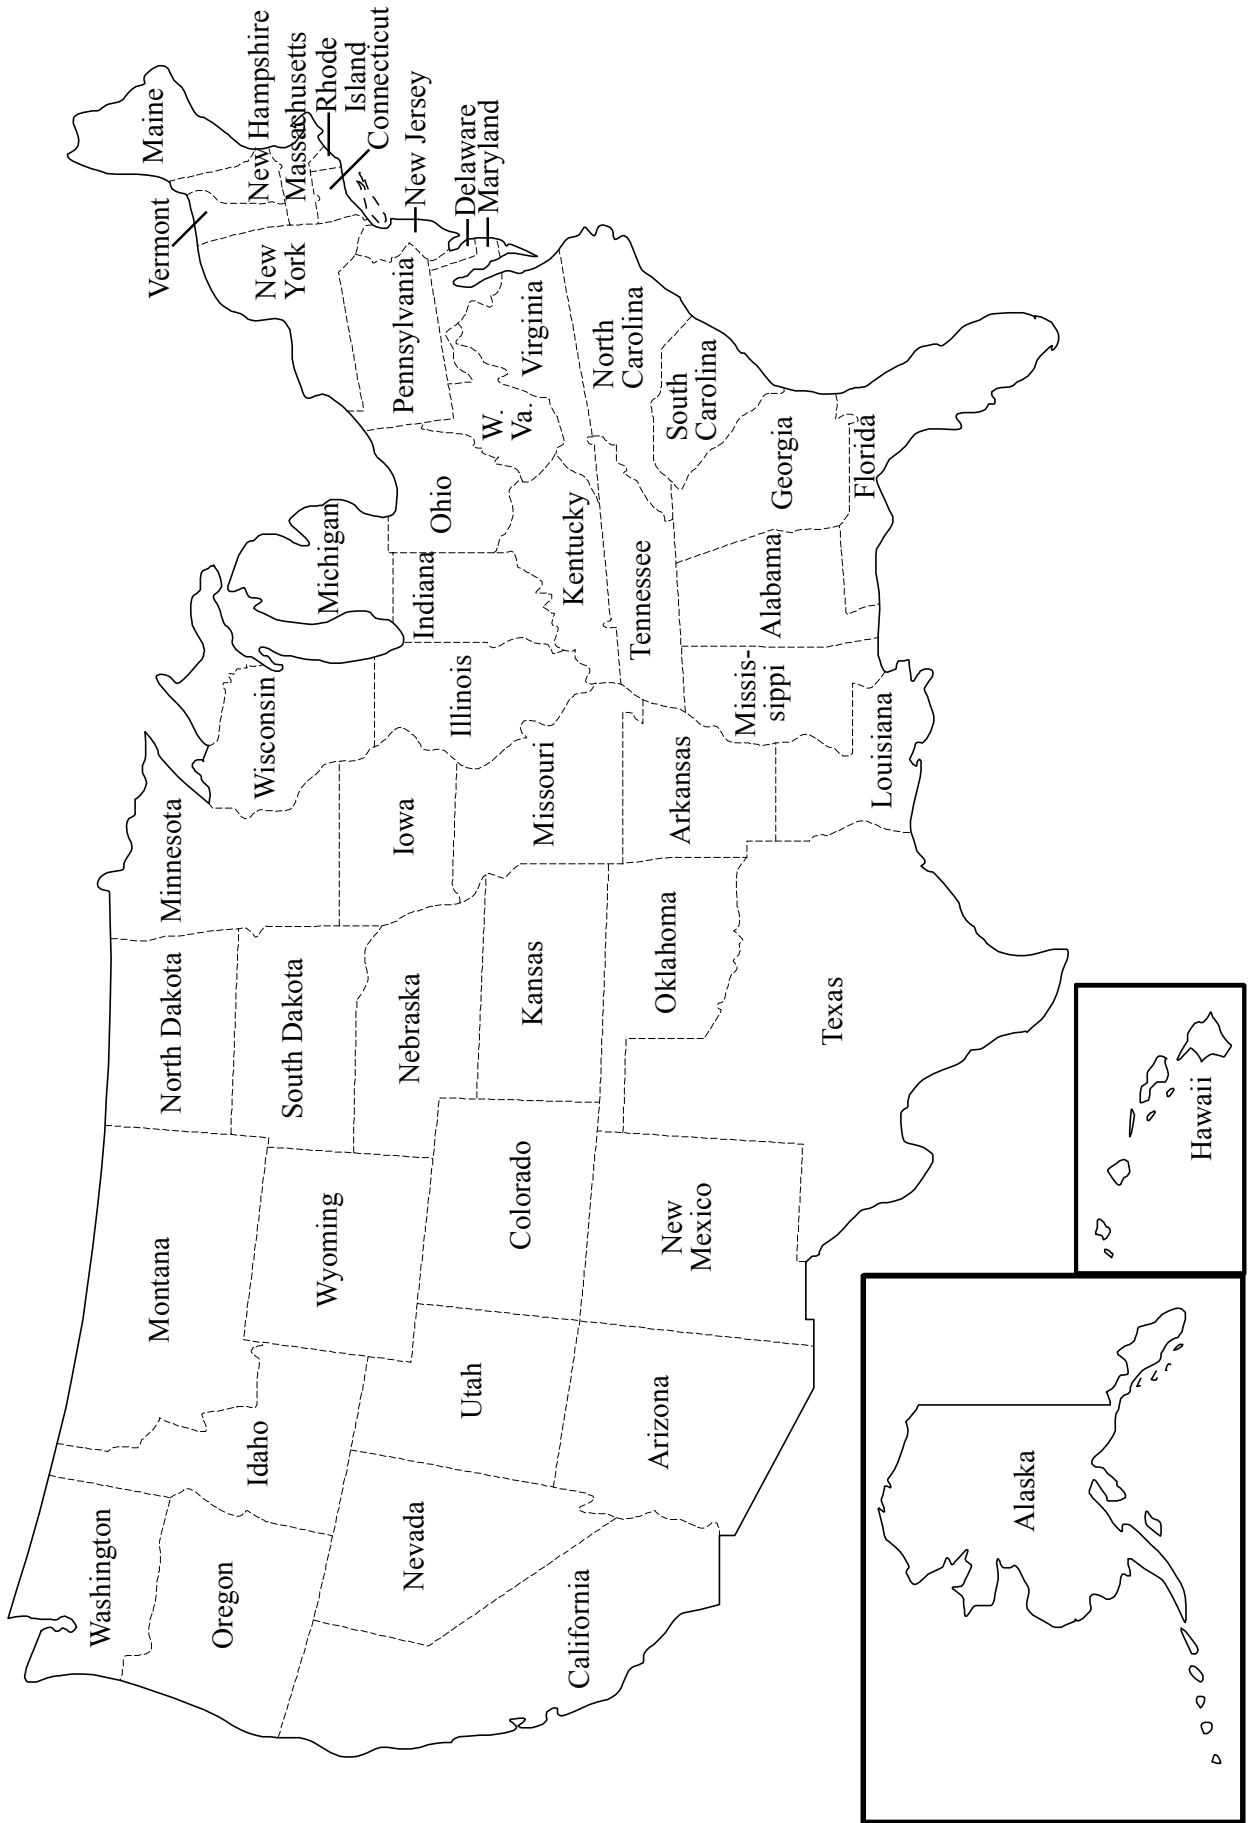 Washington
Oregon
California
Nevada
Idaho
Montana
Wyoming
Utah
Arizona
Colorado
New
Mexico
North Dakota
South Dakota
Nebraska
Kansas
Oklahoma
Texas
Minnesota
Iowa
Missouri
Arkansas
Louisiana
Wisconsin
Illinois
Michigan
Indiana
Ohio
Kentucky
Tennessee
Missis-
sippi
Alabama
Georgia
Florida
South
Carolina
North
Carolina
Virginia
W.
Va.
Pennsylvania
New
York
Vermont
Maine
New Hampshire
Massachusetts
Rhode
Island
Connecticut
New Jersey
Delaware
Maryland
Alaska
Hawaii